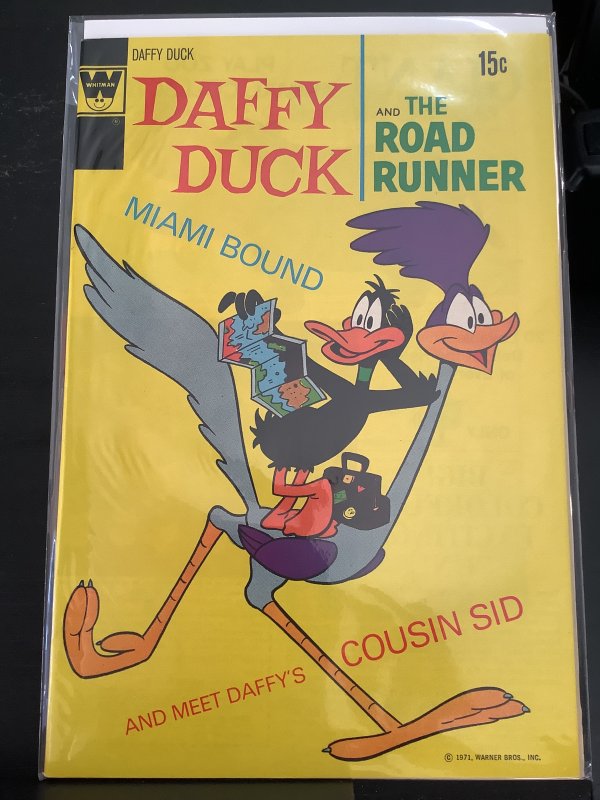 DAFFY DUCK
WHITMAN
®
15¢
DAFFY
DUCK
AND THE
ROAD
RUNNER
MIAMI BOUND
AND MEET DAFFY'S
COUSIN SID
© 1971, WARNER BROS., INC.